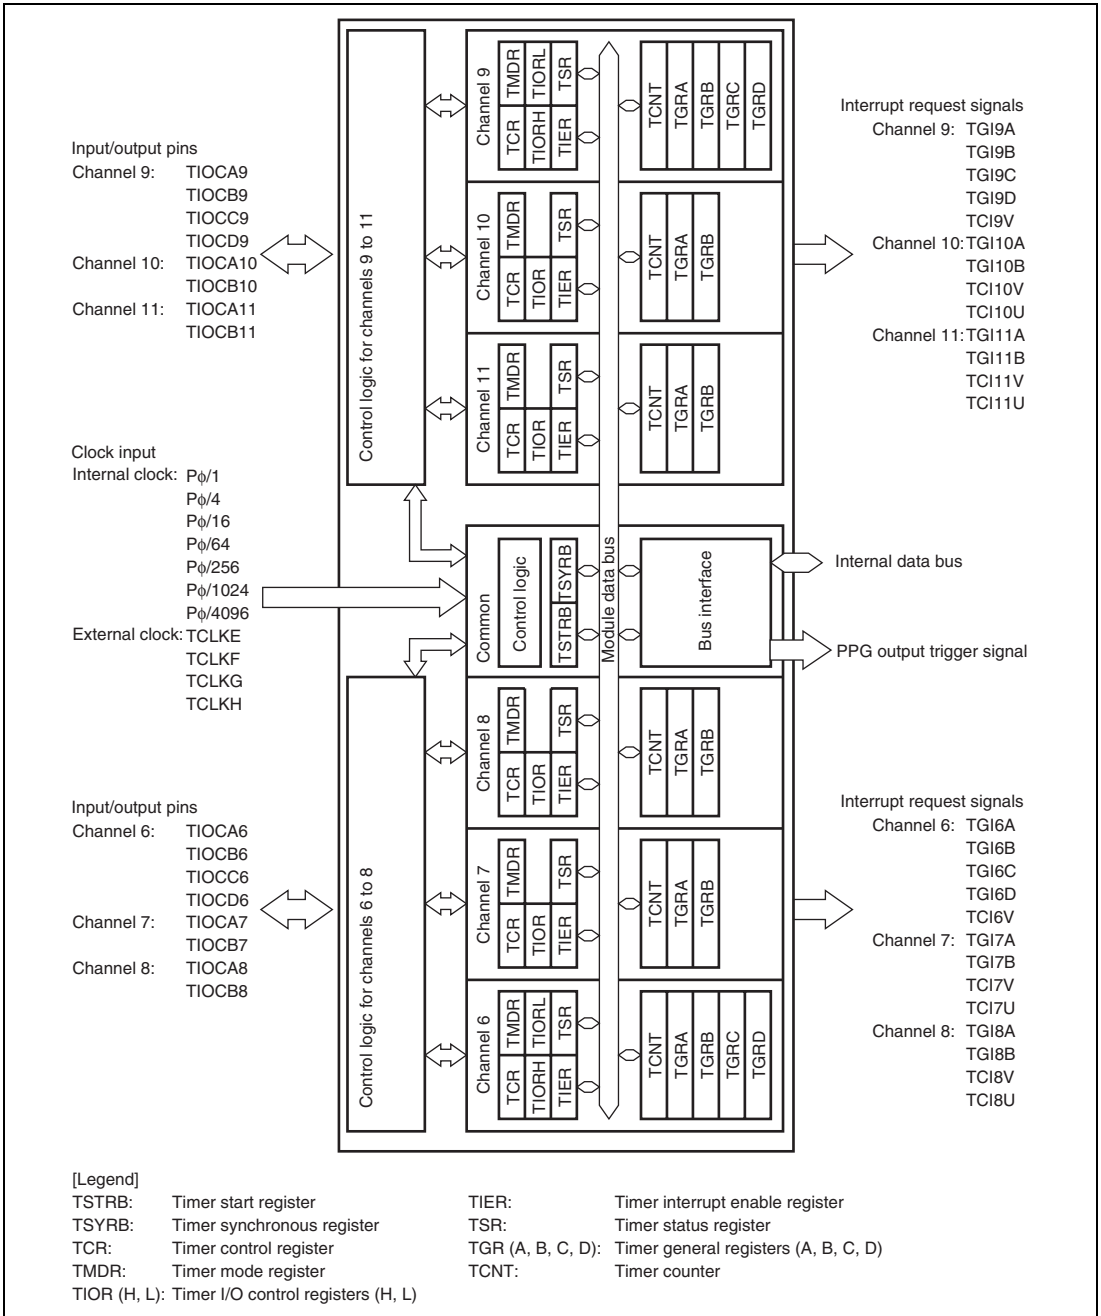 Input/output pins
Channel 9: TIOCA9
TIOCB9
TIOCC9
TIOCD9
Channel 10: TIOCA10
TIOCB10
Channel 11: TIOCA11
TIOCB11
Clock input
Internal clock: Pϕ/1
Pϕ/4
Pϕ/16
Pϕ/64
Pϕ/256
Pϕ/1024
Pϕ/4096
External clock: TCLKE
TCLKF
TCLKG
TCLKH
Input/output pins
Channel 6: TIOCA6
TIOCB6
TIOCC6
TIOCD6
Channel 7: TIOCA7
TIOCB7
Channel 8: TIOCA8
TIOCB8
Control logic for channels 9 to 11
Control logic for channels 6 to 8
Channel 9
TCR TMDR
TIORH TIORL
TIER TSR
TCNT
TGRA
TGRB
TGRC
TGRD
Channel 10
TCR TMDR
TIOR
TIER TSR
TCNT
TGRA
TGRB
Channel 11
TCR TMDR
TIOR
TIER TSR
TCNT
TGRA
TGRB
Common
Control logic
TSTRB TSYRB
Module data bus
Bus interface
Channel 8
TCR TMDR
TIOR
TIER TSR
TCNT
TGRA
TGRB
Channel 7
TCR TMDR
TIOR
TIER TSR
TCNT
TGRA
TGRB
Channel 6
TCR TMDR
TIORH TIORL
TIER TSR
TCNT
TGRA
TGRB
TGRC
TGRD
Interrupt request signals
Channel 9: TGI9A
TGI9B
TGI9C
TGI9D
TCI9V
Channel 10: TGI10A
TGI10B
TCI10V
TCI10U
Channel 11: TGI11A
TGI11B
TCI11V
TCI11U
Internal data bus
PPG output trigger signal
Interrupt request signals
Channel 6: TGI6A
TGI6B
TGI6C
TGI6D
TCI6V
Channel 7: TGI7A
TGI7B
TCI7V
TCI7U
Channel 8: TGI8A
TGI8B
TCI8V
TCI8U
[Legend]
TSTRB: Timer start register
TSYRB: Timer synchronous register
TCR: Timer control register
TMDR: Timer mode register
TIOR (H, L): Timer I/O control registers (H, L)
TIER: Timer interrupt enable register
TSR: Timer status register
TGR (A, B, C, D): Timer general registers (A, B, C, D)
TCNT: Timer counter